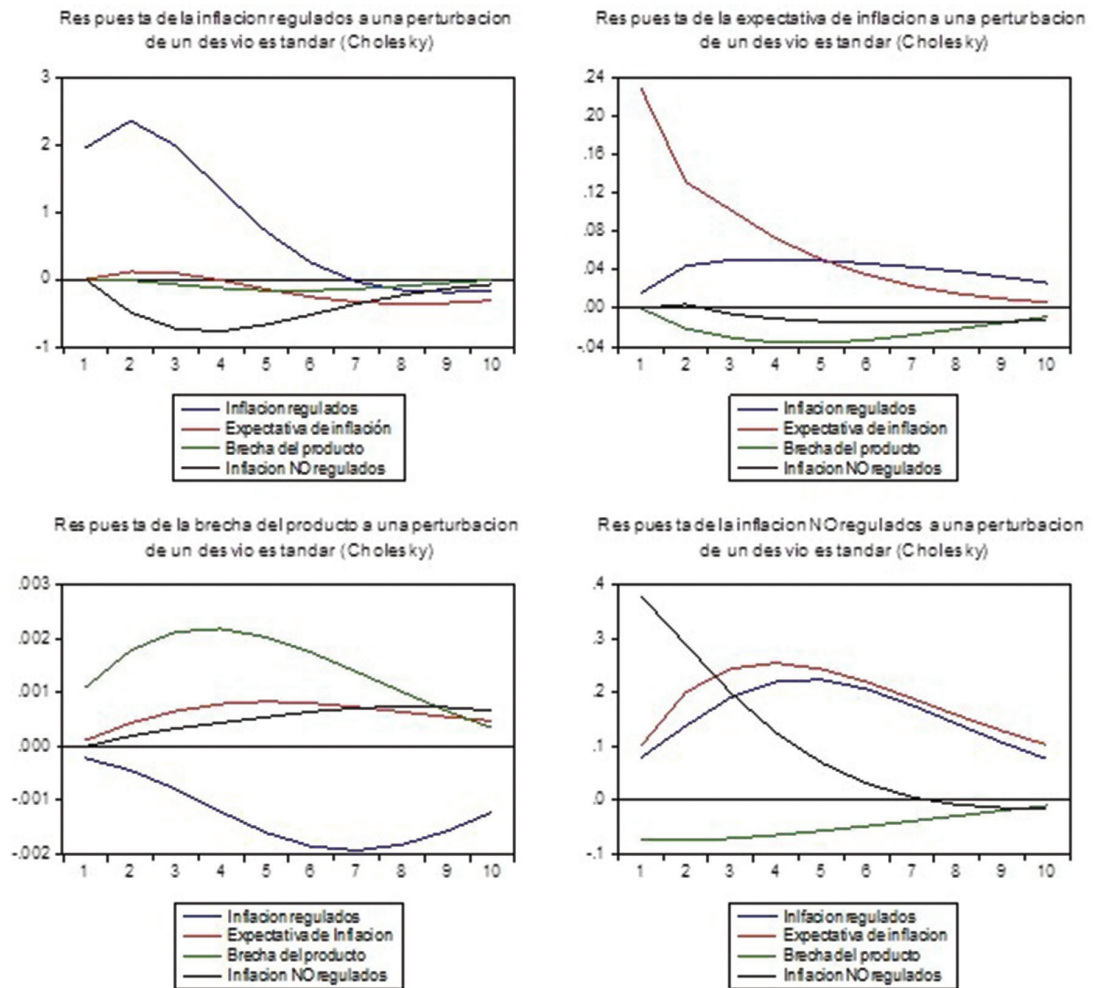 Respuesta de la inflacion regulados a una perturbacion
de un desvio estandar (Cholesky)
3
2
1
0
-1
1 2 3 4 5 6 7 8 9 10
Inflacion regulados
Expectativa de inflación
Brecha del producto
Inflacion NO regulados
Respuesta de la expectativa de inflacion a una perturbacion
de un desvio estandar (Cholesky)
.24
.20
.16
.12
.08
.04
.00
-.04
1 2 3 4 5 6 7 8 9 10
Inflacion regulados
Expectativa de inflacion
Brecha del producto
Inflacion NO regulados
Respuesta de la brecha del producto a una perturbacion
de un desvio estandar (Cholesky)
.003
.002
.001
.000
-.001
-.002
1 2 3 4 5 6 7 8 9 10
Inflacion regulados
Expectativa de Inflacion
Brecha del producto
Inflacion NO regulados
Respuesta de la inflacion NO regulados a una perturbacion
de un desvio estandar (Cholesky)
.4
.3
.2
.1
.0
-.1
1 2 3 4 5 6 7 8 9 10
Inlfacion regulados
Expectativa de inflacion
Brecha del producto
Inflacion NO regulados